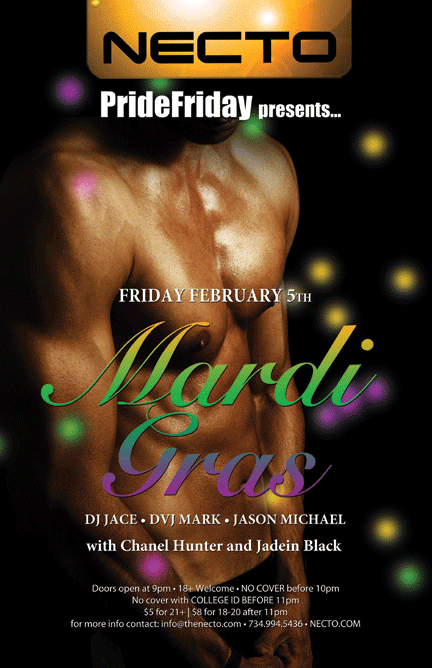 NECTO
PrideFriday presents...
FRIDAY FEBRUARY 5TH
Mardi
Gras
DJ JACE • DVJ MARK • JASON MICHAEL
with Chanel Hunter and Jadein Black
Doors open at 9pm • 18+ Welcome • NO COVER before 10pm
No cover with COLLEGE ID BEFORE 11pm
$5 for 21+ | $8 for 18-20 after 11pm
for more info contact: info@thenecto.com • 734.994.5436 • NECTO.COM